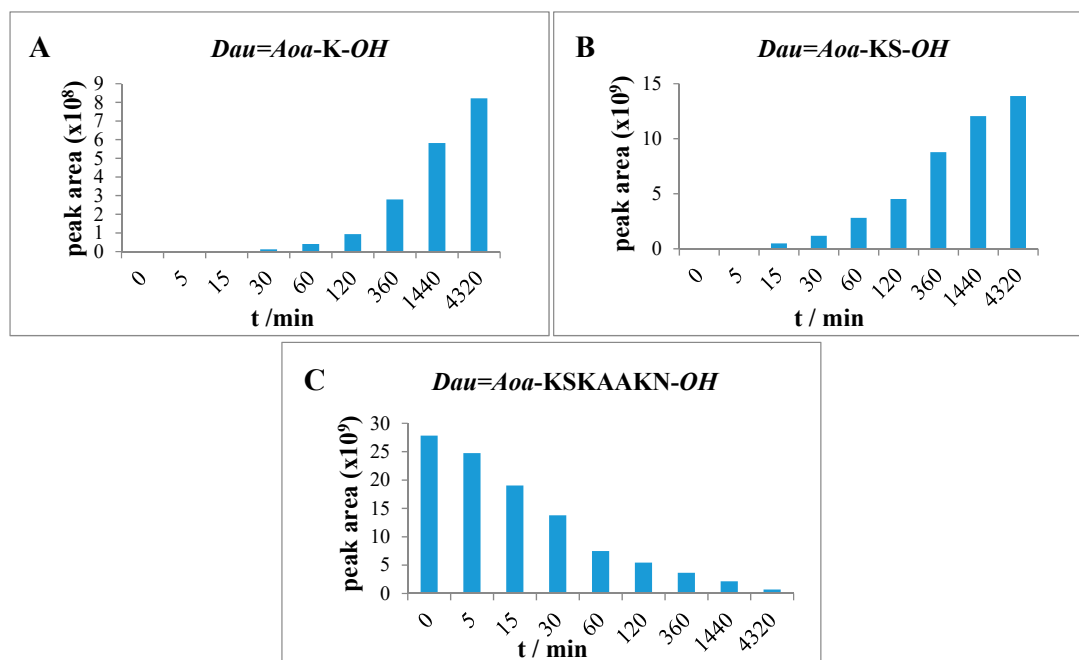 A
Dau=Aoa-K-OH
peak area (x10⁸)
9
8
7
6
5
4
3
2
1
0
0 5 15 30 60 120 360 1440 4320
t /min
B
Dau=Aoa-KS-OH
peak area (x10⁹)
15
10
5
0
0 5 15 30 60 120 360 1440 4320
t /min
C
Dau=Aoa-KSKAAKN-OH
peak area (x10⁹)
30
25
20
15
10
5
0
0 5 15 30 60 120 360 1440 4320
t / min